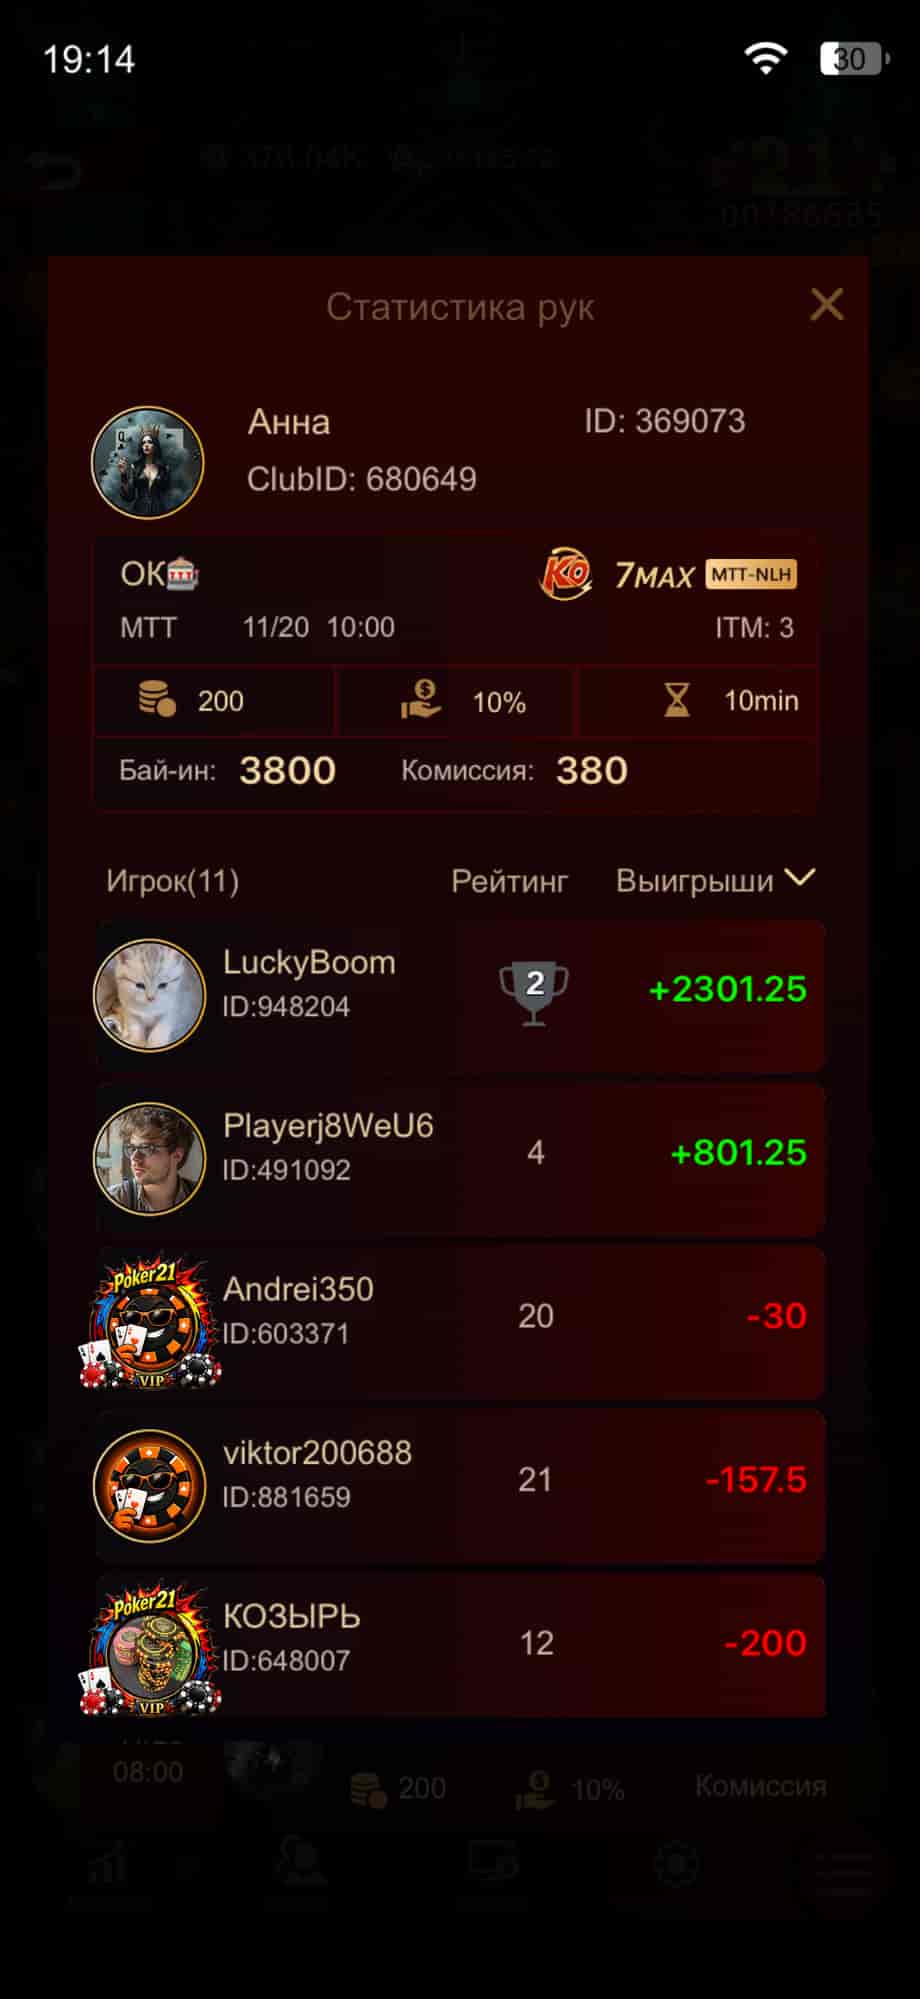 19:14
30
Статистика рук
Анна
ID: 369073
ClubID: 680649
ОК
KO 7MAX MTT-NLH
MTT 11/20 10:00
ITM: 3
200
10%
10min
Бай-ин: 3800
Комиссия: 380
Игрок(11)
Рейтинг
Выигрыши
LuckyBoom
ID:948204
2
+2301.25
Playerj8WeU6
ID:491092
4
+801.25
Poker21
VIP
Andrei350
ID:603371
20
-30
viktor200688
ID:881659
21
-157.5
Poker21
VIP
КОЗЫРЬ
ID:648007
12
-200
08:00
200
10%
Комиссия